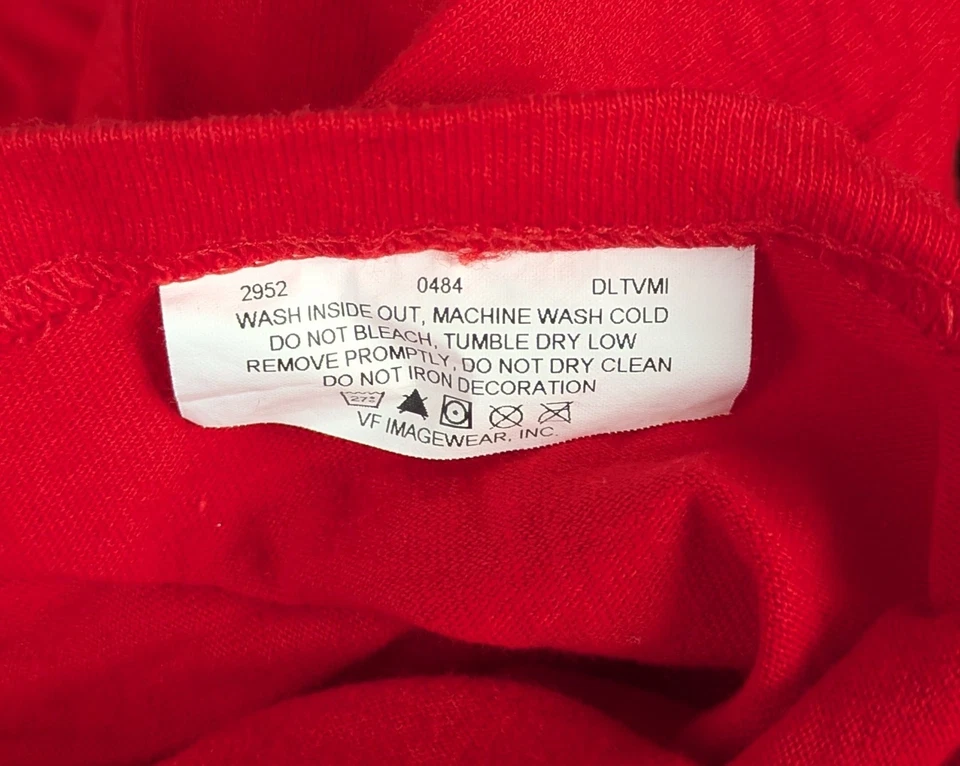 2952 0484 DLTVMI
WASH INSIDE OUT, MACHINE WASH COLD
DO NOT BLEACH, TUMBLE DRY LOW
REMOVE PROMPTLY, DO NOT DRY CLEAN
DO NOT IRON DECORATION
27°
VF IMAGEWEAR, INC.